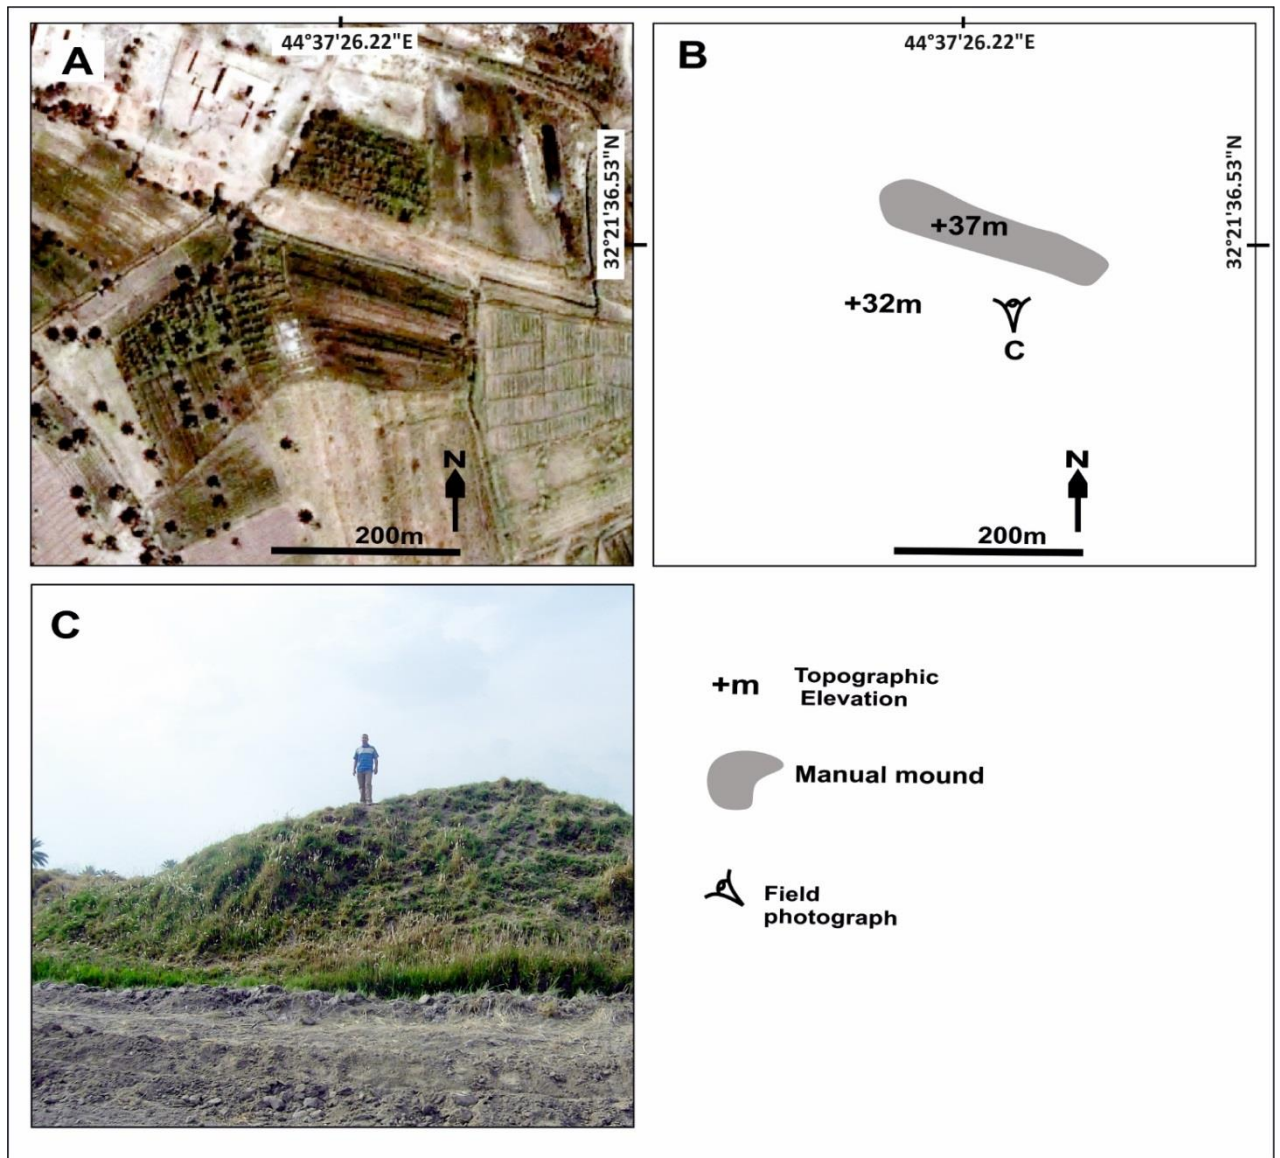 A
44°37'26.22"E
32°21'36.53"N
N
200m
B
44°37'26.22"E
32°21'36.53"N
+37m
+32m
C
N
200m
C
+m
Topographic
Elevation
Manual mound
Field
photograph